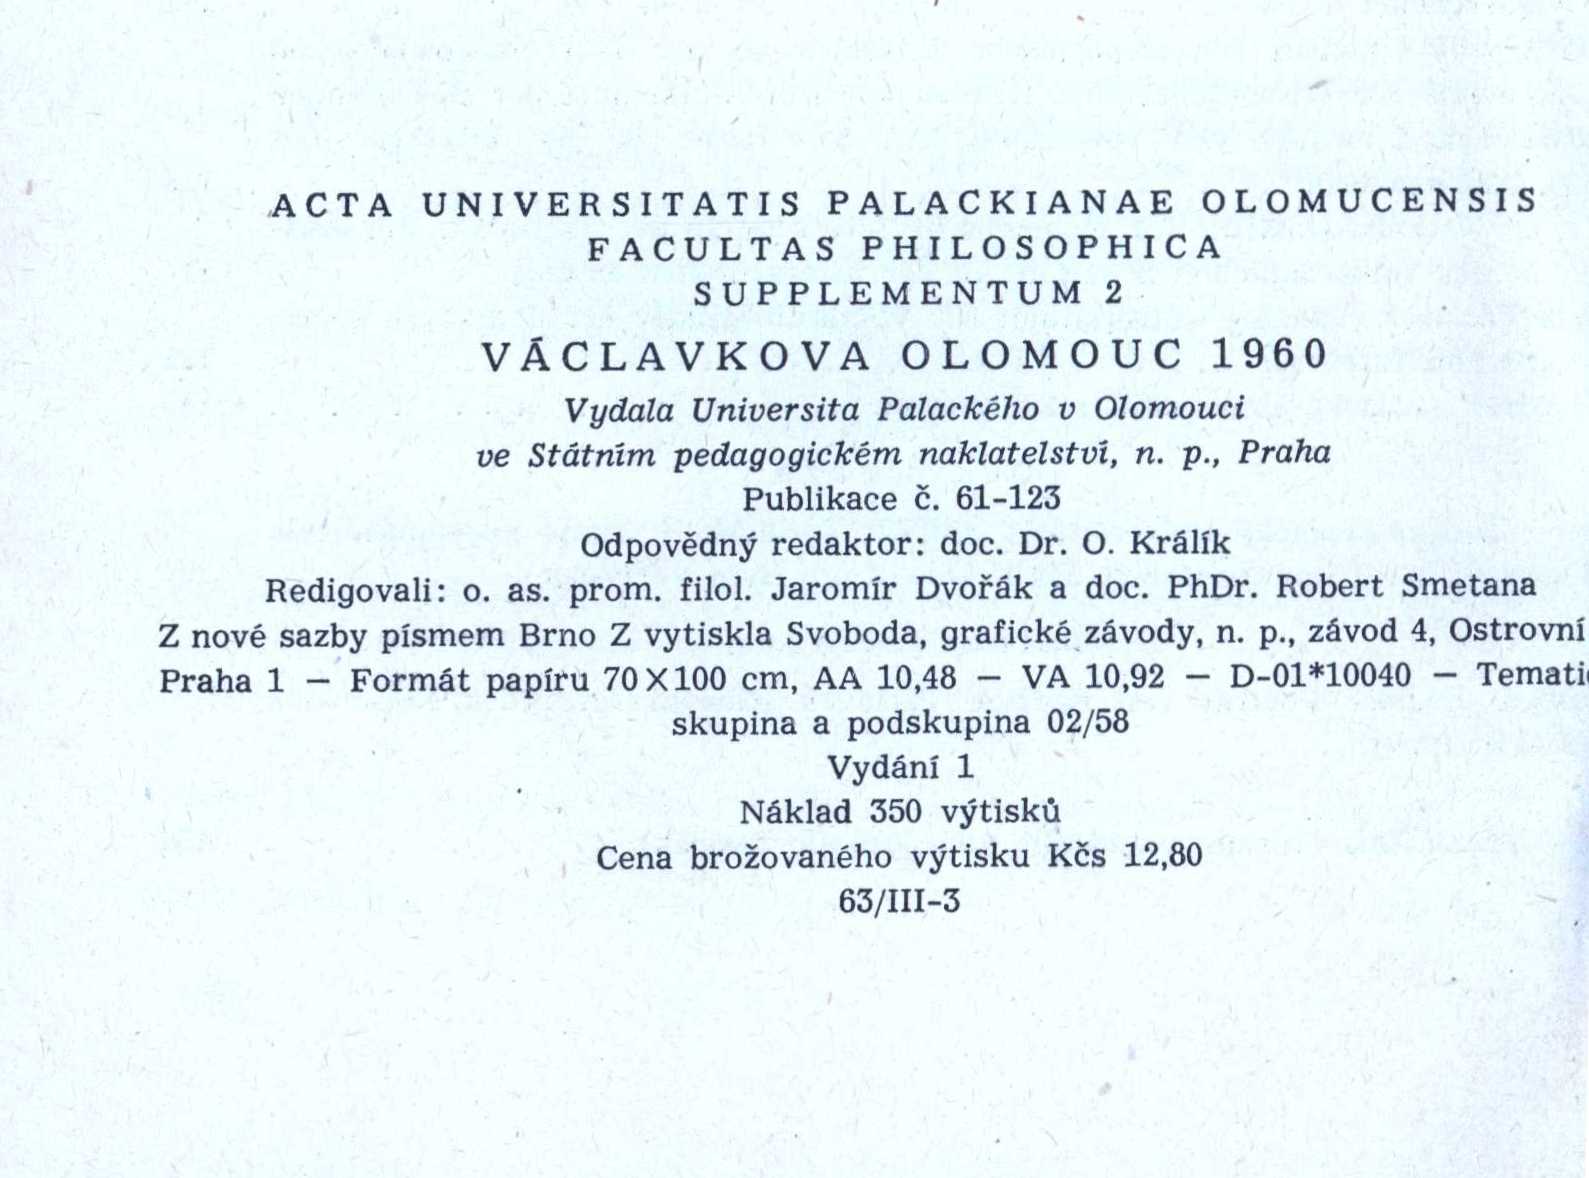 ACTA UNIVERSITATIS PALACKIANAE OLOMUCENSIS
FACULTAS PHILOSOPHICA
SUPPLEMENTUM 2
VÁCLAVKOVA OLOMOUC 1960
Vydala Universita Palackého v Olomouci
ve Státním pedagogickém naklatelství, n. p., Praha
Publikace č. 61-123
Odpovědný redaktor: doc. Dr. O. Králík
Redigovali: o. as. prom. filol. Jaromír Dvořák a doc. PhDr. Robert Smetana
Z nové sazby písmem Brno Z vytiskla Svoboda, grafické závody, n. p., závod 4, Ostrovní
Praha 1 — Formát papíru 70×100 cm, AA 10,48 — VA 10,92 — D-01*10040 —
skupina a podskupina 02/58
Vydání 1
Náklad 350 výtisků
Cena brožovaného výtisku Kčs 12,80
63/III-3